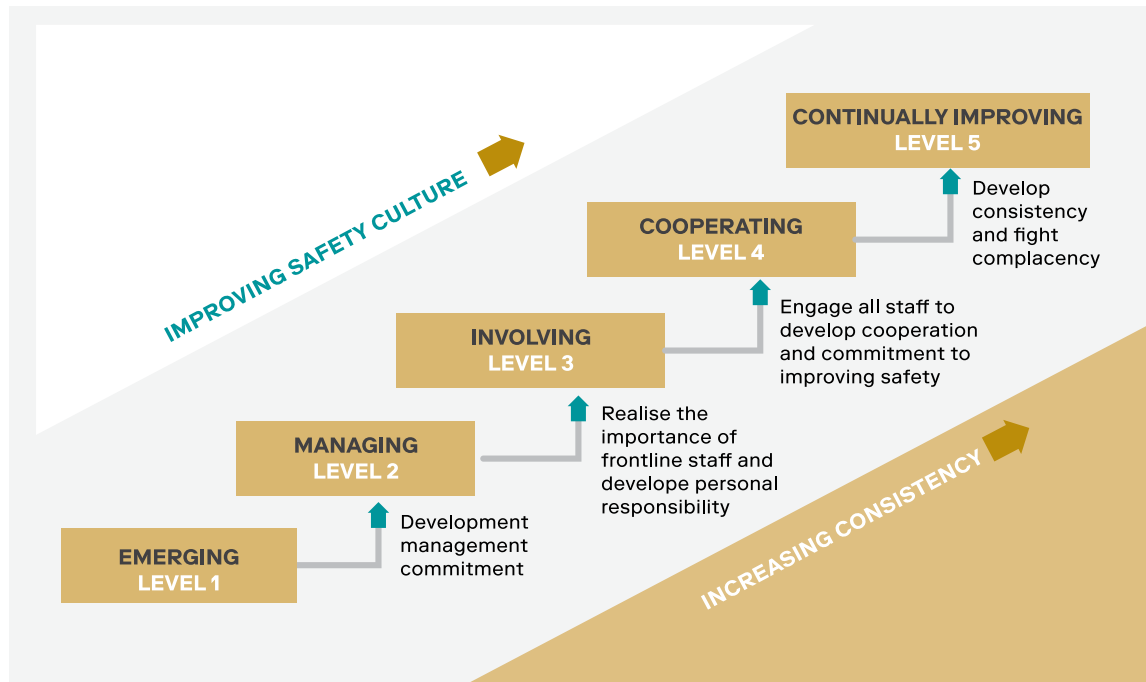 CONTINUALLY IMPROVING
LEVEL 5
Develop
consistency
and fight
complacency
IMPROVING SAFETY CULTURE
COOPERATING
LEVEL 4
Engage all staff to
develop cooperation
and commitment to
improving safety
INVOLVING
LEVEL 3
Realise the
importance of
frontline staff and
develope personal
responsibility
MANAGING
LEVEL 2
Development
management
commitment
EMERGING
LEVEL 1
INCREASING CONSISTENCY